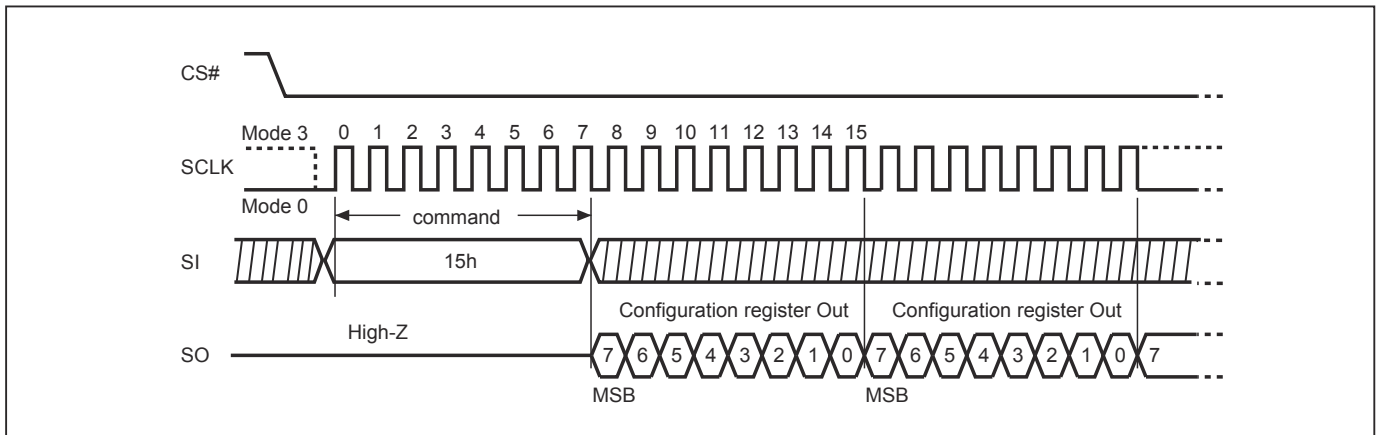 CS#
Mode 3 0 1 2 3 4 5 6 7 8 9 10 11 12 13 14 15
SCLK
Mode 0
command
SI 15h
Configuration register Out Configuration register Out
High-Z
SO 7 6 5 4 3 2 1 0 7 6 5 4 3 2 1 0 7
MSB MSB